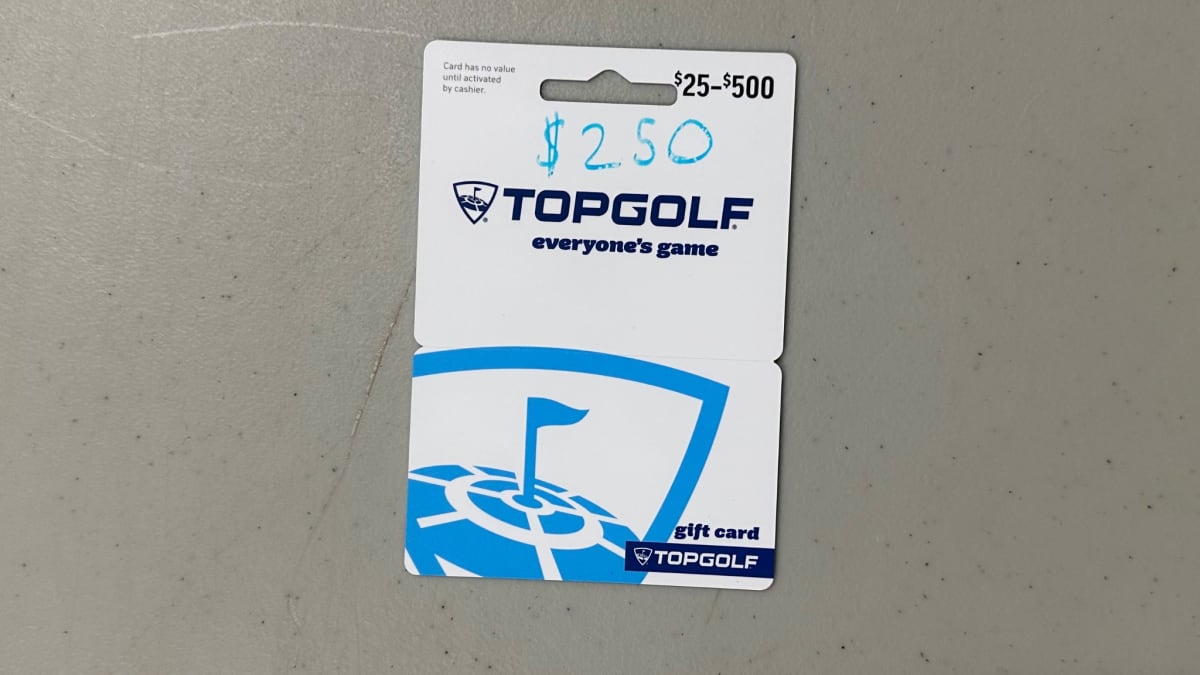 Card has no value
until activated
by cashier.
$25-$500
$250
TOPGOLF
everyone's game
gift card
TOPGOLF